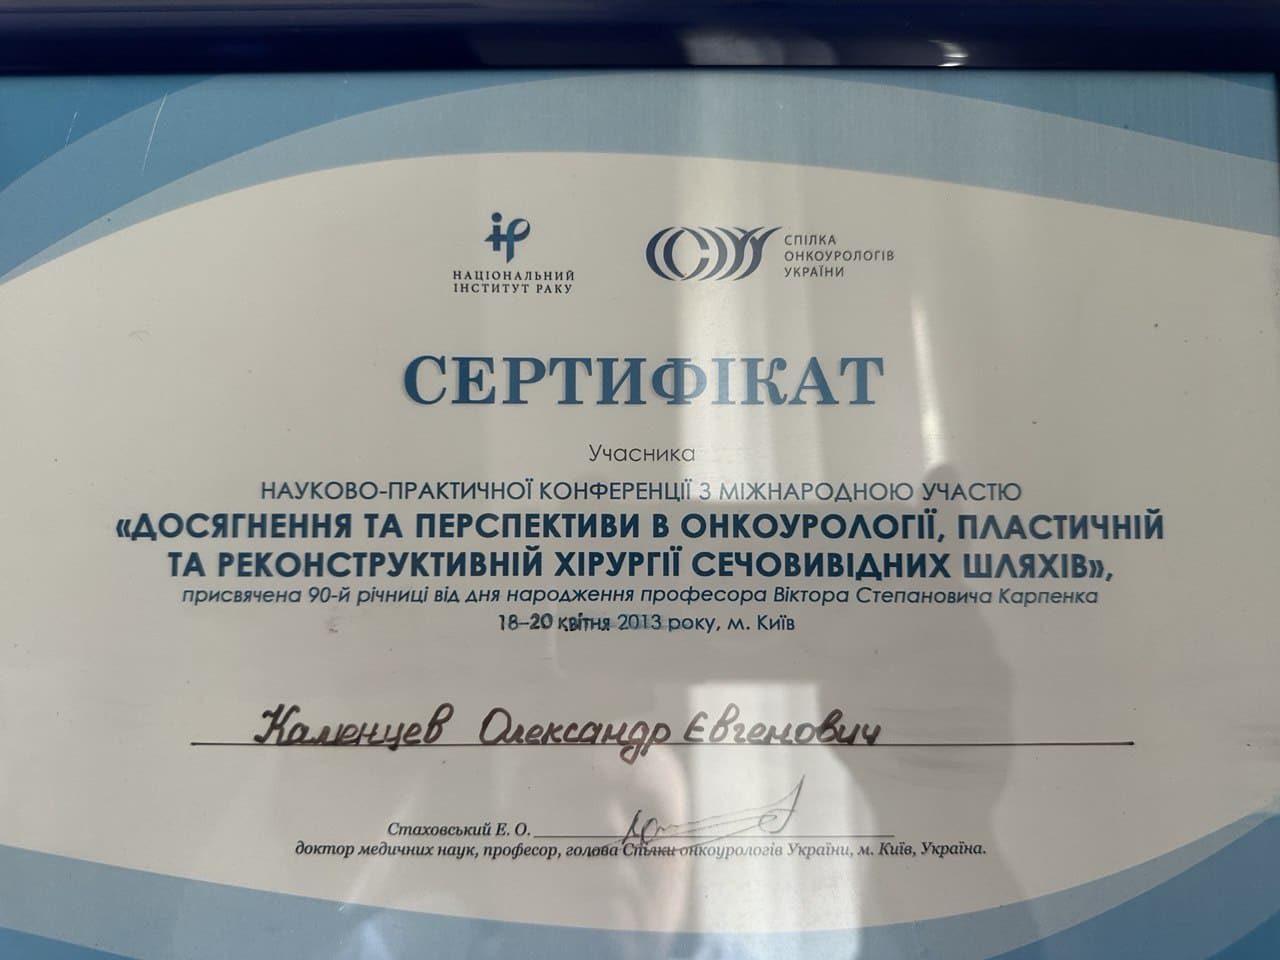 НАЦІОНАЛЬНИЙ
ІНСТИТУТ РАКУ
СПІЛКА
ОНКОУРОЛОГІВ
УКРАЇНИ
СЕРТИФІКАТ
Учасника
НАУКОВО-ПРАКТИЧНОЇ КОНФЕРЕНЦІЇ З МІЖНАРОДНОЮ УЧАСТЮ
«ДОСЯГНЕННЯ ТА ПЕРСПЕКТИВИ В ОНКОУРОЛОГІЇ, ПЛАСТИЧНІЙ
ТА РЕКОНСТРУКТИВНІЙ ХІРУРГІЇ СЕЧОВИВІДНИХ ШЛЯХІВ»,
присвячена 90-й річниці від дня народження професора Віктора Степановича Карпенка
18–20 квітня 2013 року, м. Київ
Каменцев Олександр Євгенович
Стаховський Е. О.
доктор медичних наук, професор, голова Спілки онкоурологів України, м. Київ, Україна.